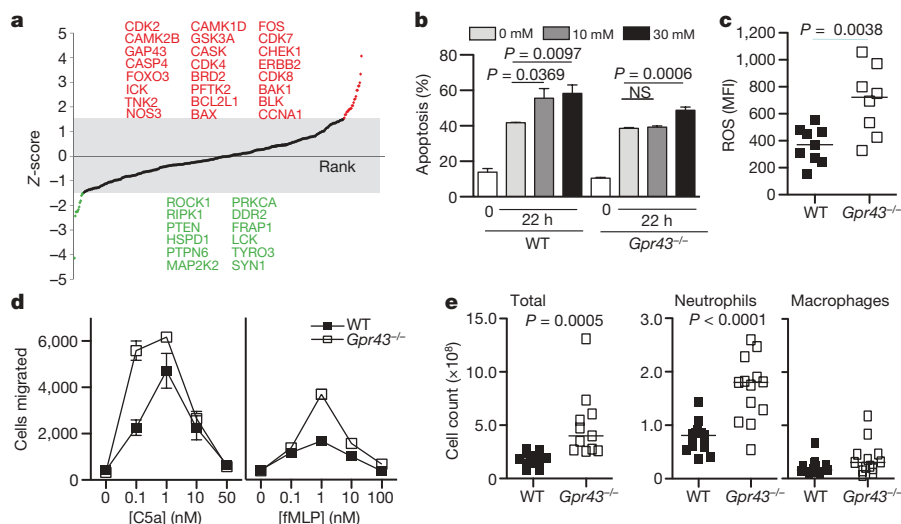 a
5
4
3
2
1
0
−1
−2
−3
−4
−5
Z-score
Rank
CDK2 CAMK1D FOS
CAMK2B GSK3A CDK7
GAP43 CASK CHEK1
CASP4 CDK4 ERBB2
FOXO3 BRD2 CDK8
ICK PFTK2 BAK1
TNK2 BCL2L1 BLK
NOS3 BAX CCNA1
ROCK1 PRKCA
RIPK1 DDR2
PTEN FRAP1
HSPD1 LCK
PTPN6 TYRO3
MAP2K2 SYN1
b
0 mM 10 mM 30 mM
P = 0.0097
P = 0.0369
P = 0.0006
NS
80
60
40
20
0
Apoptosis (%)
0 22 h 0 22 h
WT Gpr43−/−
c
P = 0.0038
1,000
800
600
400
200
0
ROS (MFI)
WT Gpr43−/−
d
WT
Gpr43−/−
6,000
4,000
2,000
0
Cells migrated
0 0.1 1 10 50
[C5a] (nM)
0 0.1 1 10 100
[fMLP] (nM)
e
Total Neutrophils Macrophages
P = 0.0005 P < 0.0001
15.0
10.0
5.0
0
Cell count (×10⁸)
3.0
2.0
1.0
0
WT Gpr43−/− WT Gpr43−/− WT Gpr43−/−